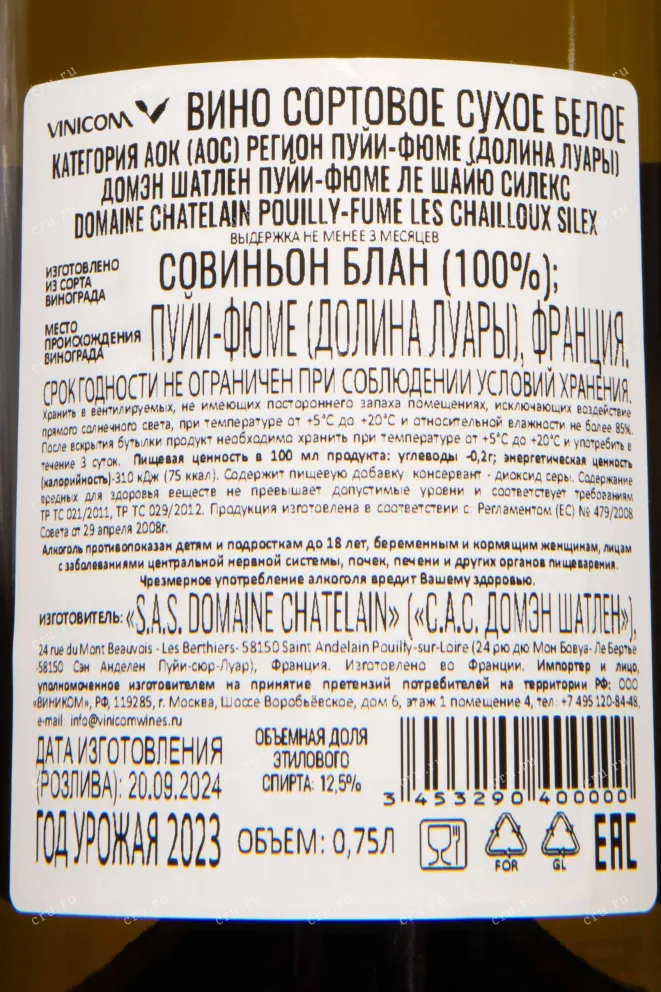 VINICOM ВИНО СОРТОВОЕ СУХОЕ БЕЛОЕ
КАТЕГОРИЯ АОК (АОС) РЕГИОН ПУЙИ-ФЮМЕ (ДОЛИНА ЛУАРЫ)
ДОМЭН ШАТЛЕН ПУЙИ-ФЮМЕ ЛЕ ШАЙЮ СИЛЕКС
DOMAINE CHATELAIN POUILLY-FUME LES CHAILLOUX SILEX
ВЫДЕРЖКА НЕ МЕНЕЕ 3 МЕСЯЦЕВ
ИЗГОТОВЛЕНО
ИЗ СОРТА
ВИНОГРАДА
СОВИНЬОН БЛАН (100%);
МЕСТО
ПРОИСХОЖДЕНИЯ
ВИНОГРАДА
ПУЙИ-ФЮМЕ (ДОЛИНА ЛУАРЫ), ФРАНЦИЯ.
СРОК ГОДНОСТИ НЕ ОГРАНИЧЕН ПРИ СОБЛЮДЕНИИ УСЛОВИЙ ХРАНЕНИЯ.
Хранить в вентилируемых, не имеющих постороннего запаха помещениях, исключающих воздействие
прямого солнечного света, при температуре от +5°С до +20°С и относительной влажности не более 85%.
После вскрытия бутылки продукт необходимо хранить при температуре от +5°С до +20°С и употребить в
течение 3 суток. Пищевая ценность в 100 мл продукта: углеводы -0,2г; энергетическая ценность
(калорийность)-310 кДж (75 ккал). Содержит пищевую добавку: консервант - диоксид серы. Содержание
вредных для здоровья веществ не превышает допустимые уровни и соответствует требованиям
ТР ТС 021/2011, ТР ТС 029/2012. Продукция изготовлена в соответствии с Регламентом (ЕС) № 479/2008
Совета от 29 апреля 2008г.
Алкоголь противопоказан детям и подросткам до 18 лет, беременным и кормящим женщинам, лицам
с заболеваниями центральной нервной системы, почек, печени и других органов пищеварения.
Чрезмерное употребление алкоголя вредит Вашему здоровью.
ИЗГОТОВИТЕЛЬ: «S.A.S. DOMAINE CHATELAIN» («С.А.С. ДОМЭН ШАТЛЕН»),
24 rue du Mont Beauvois - Les Berthiers- 58150 Saint Andelain Pouilly-sur-Loire (24 рю дю Мон Бовуа- Ле Бертье
-58150 Сэн Анделен Пуйи-сюр-Луар), Франция. Изготовлено во Франции. Импортер и лицо,
уполномоченное изготовителем на принятие претензий потребителей на территории РФ: ООО
«ВИНИКОМ», РФ, 119285, г. Москва, Шоссе Воробьёвское, дом 6, этаж 1 помещение 4, тел.: +7 495 120-84-48,
e-mail: info@vinicomwines.ru
ДАТА ИЗГОТОВЛЕНИЯ
(РОЗЛИВА): 20.09.2024
ОБЪЕМНАЯ ДОЛЯ
ЭТИЛОВОГО
СПИРТА: 12,5%
3 453290 400000
ГОД УРОЖАЯ 2023
ОБЪЕМ: 0,75Л
FOR
GL
EAC
cru.ru